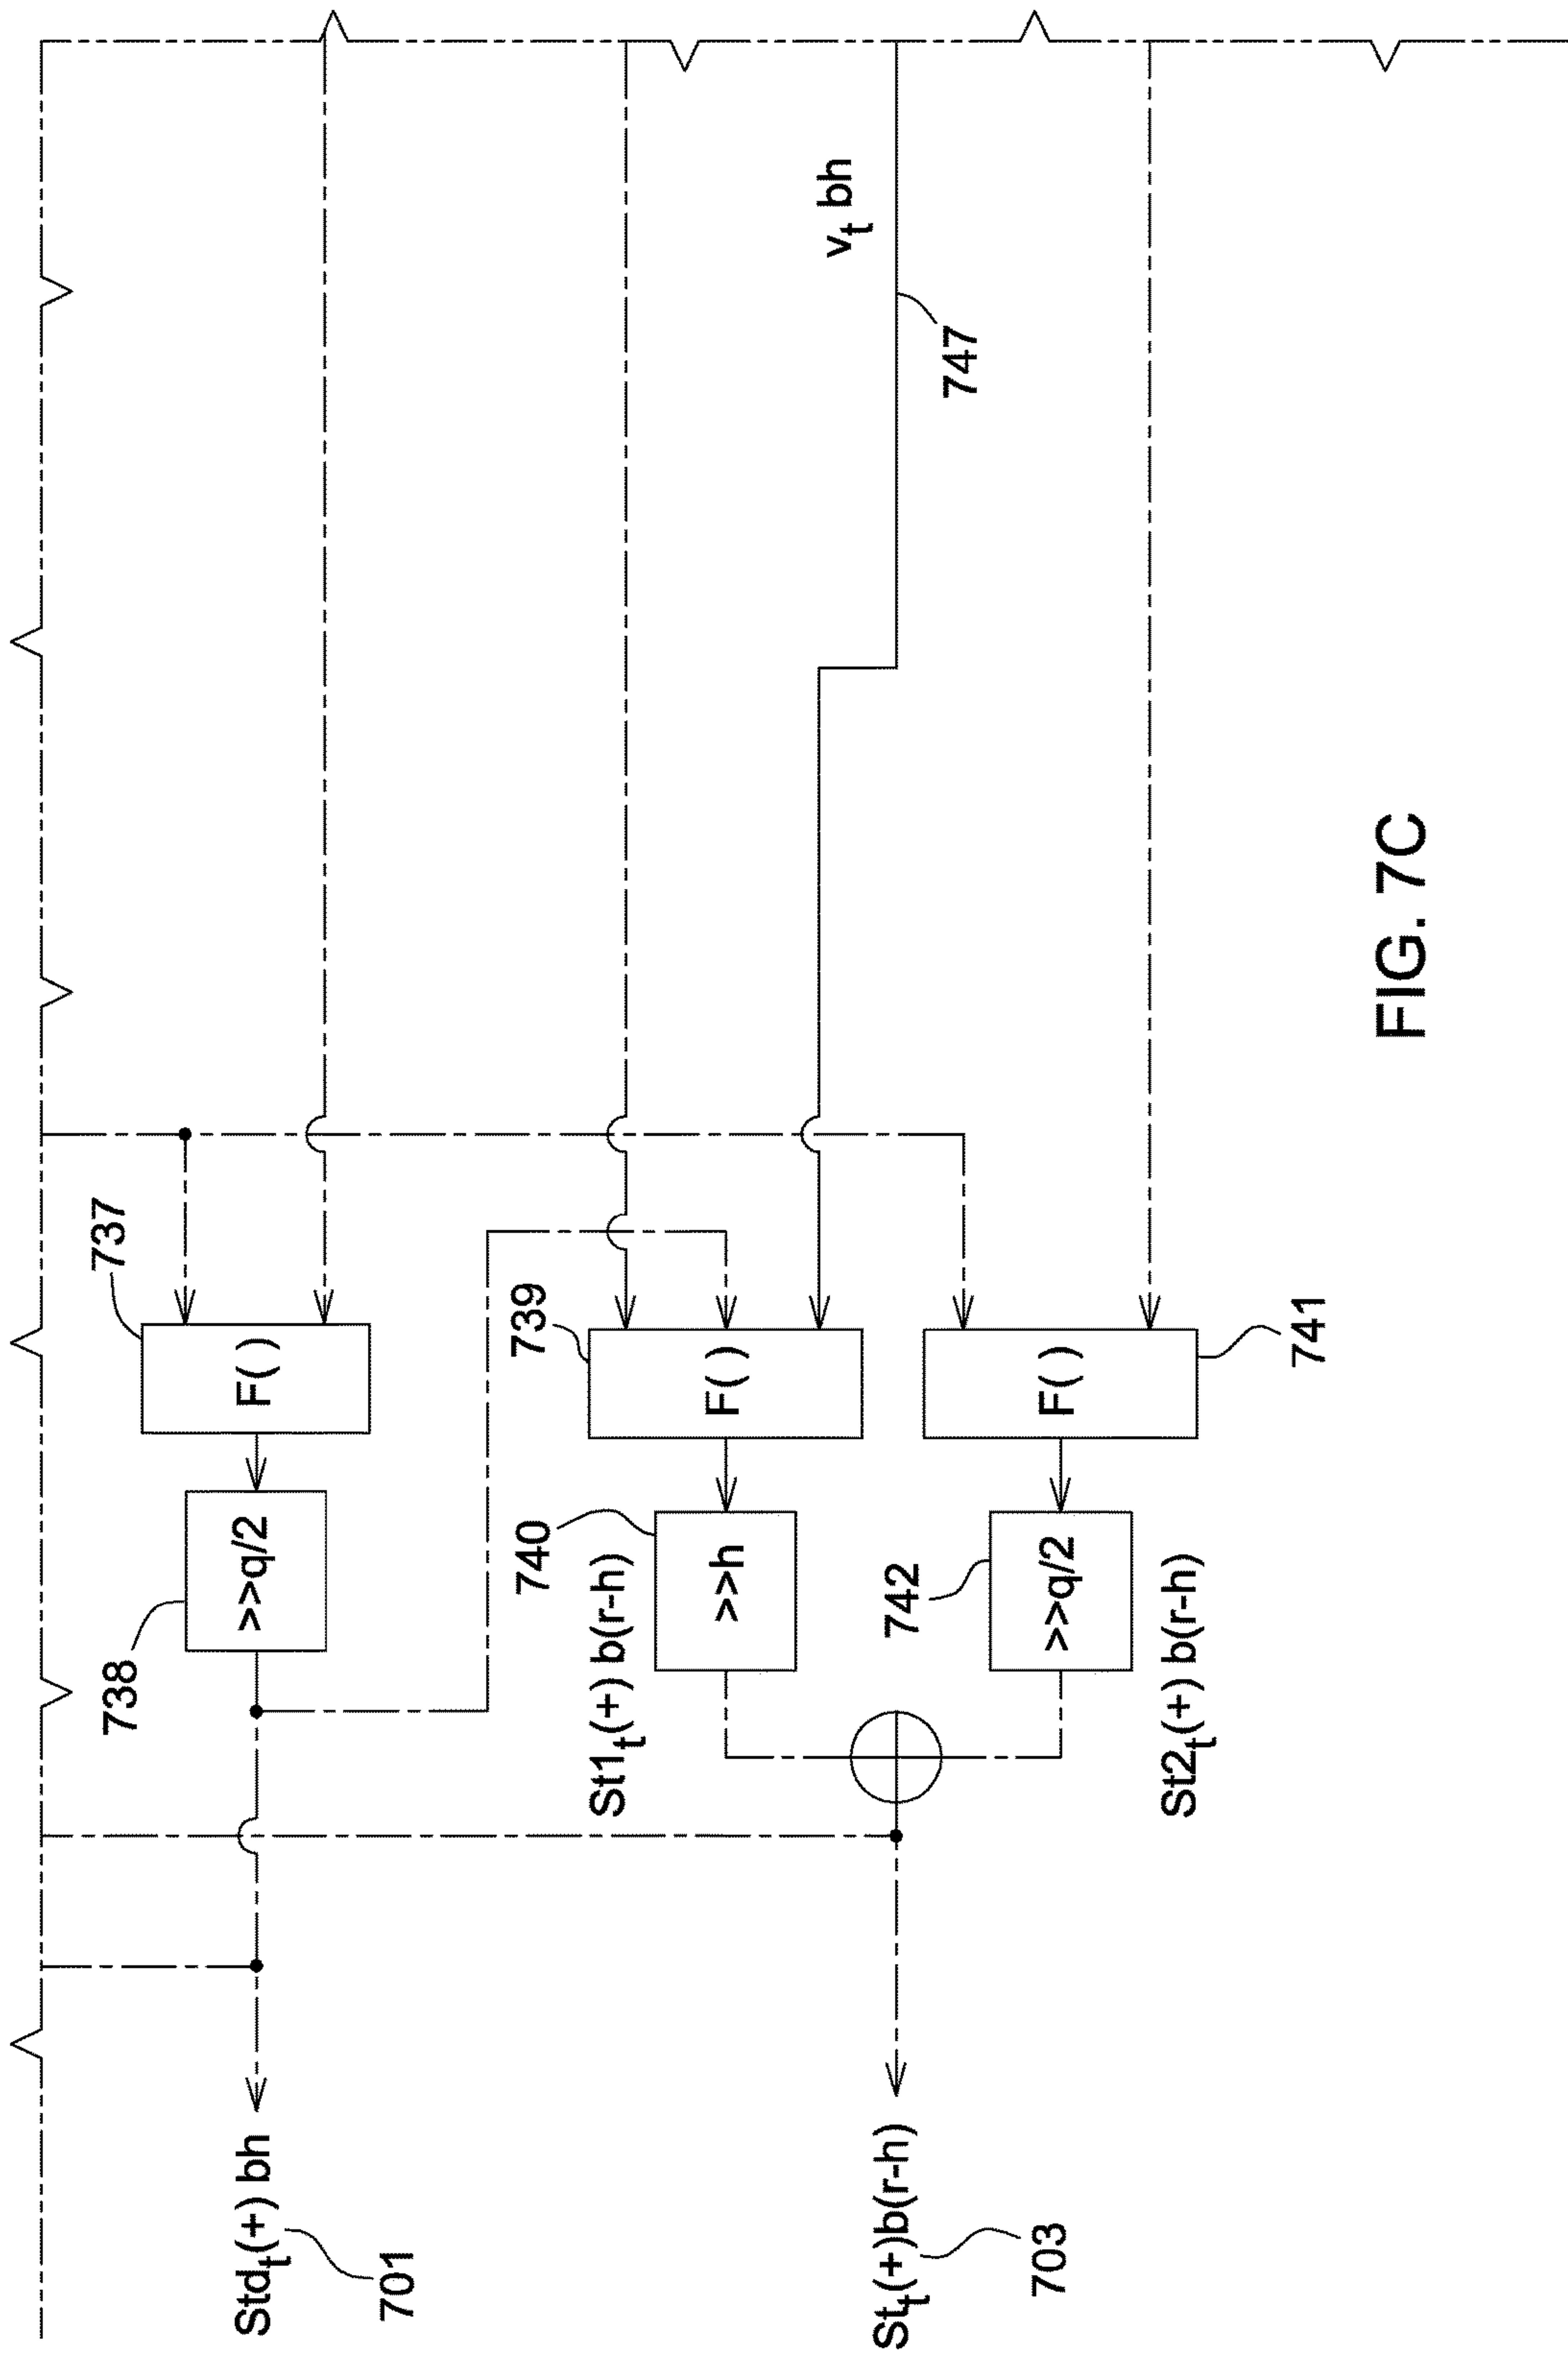 Std_t(+) bh
701
738
>>q/2
F( )
737
St1_t(+) b(r-h)
740
>>h
F( )
739
v_t bh
747
St_t(+)b(r-h)
703
742
>>q/2
F( )
741
St2_t(+) b(r-h)
FIG. 7C